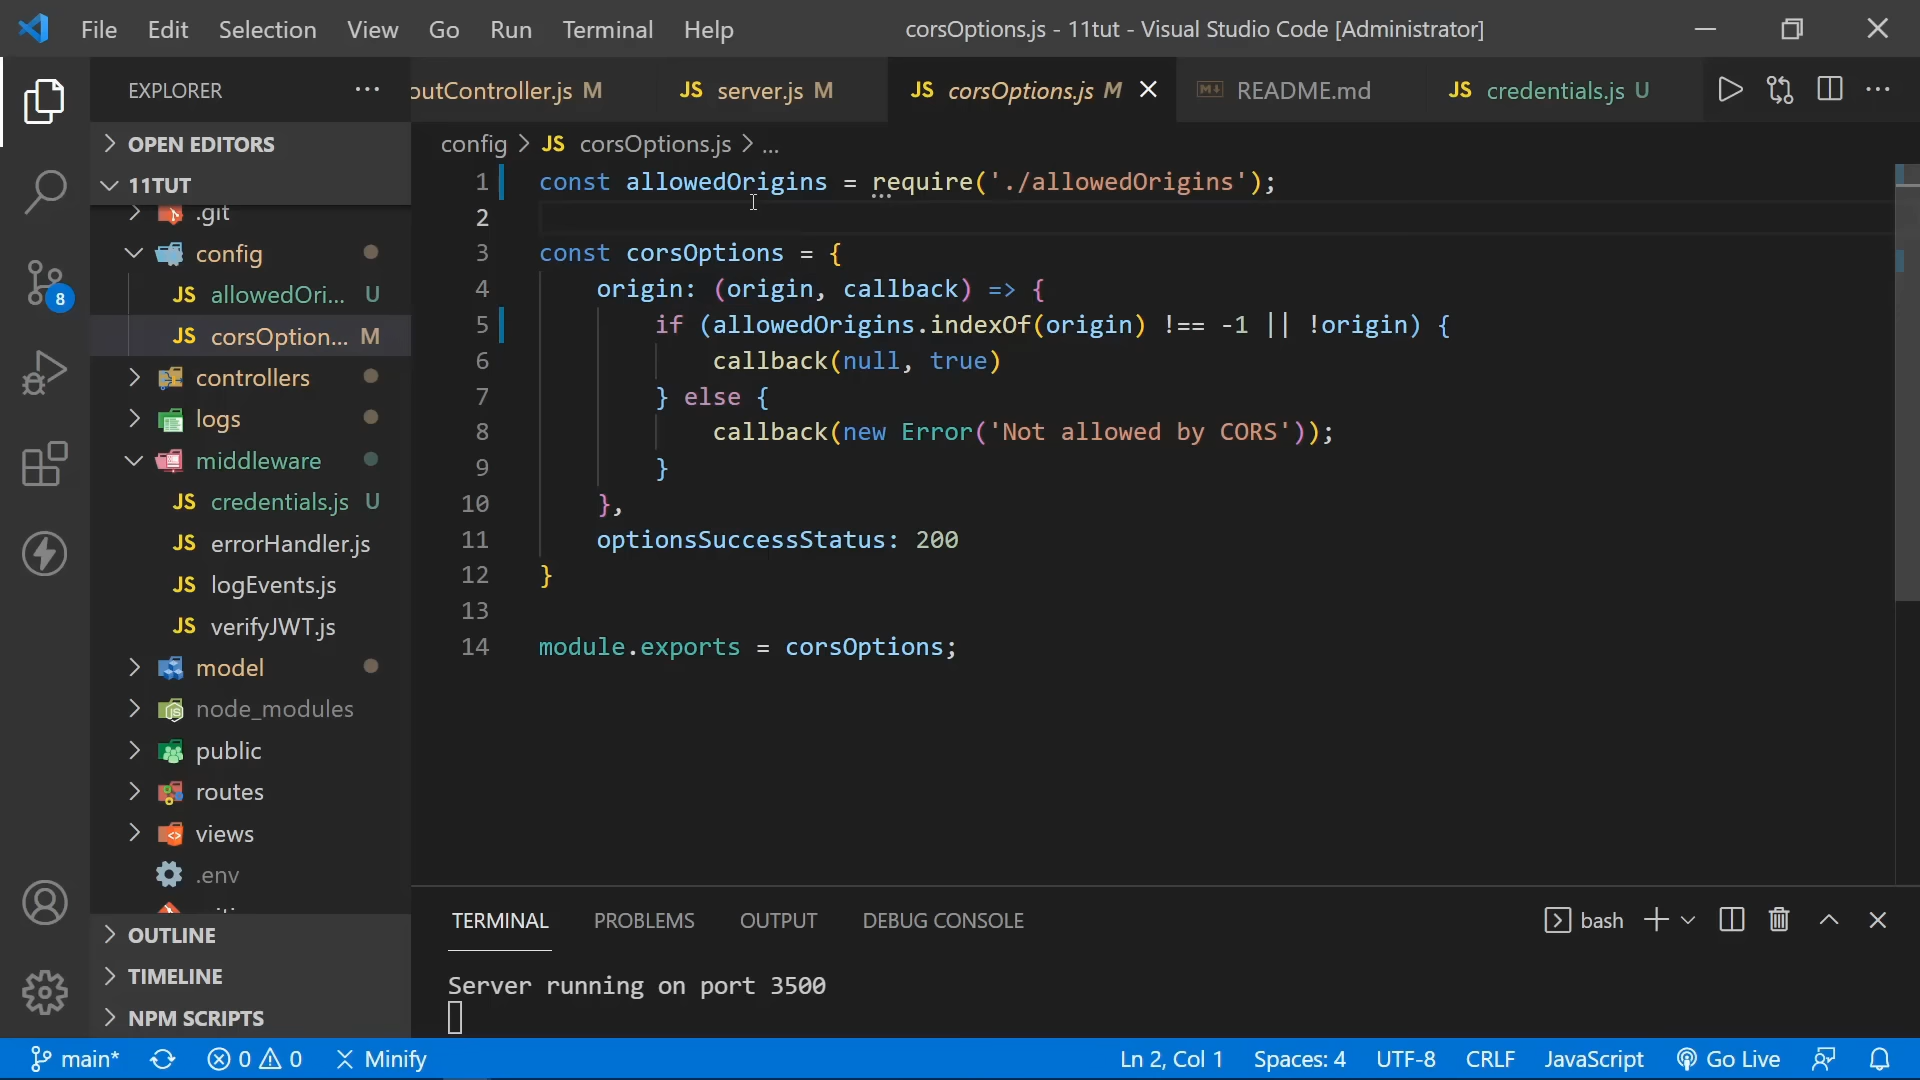 File Edit Selection View Go Run Terminal Help corsOptions.js - 11tut - Visual Studio Code [Administrator]
EXPLORER
outController.js M
JS server.js M
JS corsOptions.js M
README.md
JS credentials.js U
OPEN EDITORS
11TUT
.git
config
JS allowedOri... U
JS corsOption... M
controllers
logs
middleware
JS credentials.js U
JS errorHandler.js
JS logEvents.js
JS verifyJWT.js
model
node_modules
public
routes
views
.env
OUTLINE
TIMELINE
NPM SCRIPTS
config > JS corsOptions.js > ...
1 const allowedOrigins = require('./allowedOrigins');
2
3 const corsOptions = {
4 origin: (origin, callback) => {
5 if (allowedOrigins.indexOf(origin) !== -1 || !origin) {
6 callback(null, true)
7 } else {
8 callback(new Error('Not allowed by CORS'));
9 }
10 },
11 optionsSuccessStatus: 200
12 }
13
14 module.exports = corsOptions;
TERMINAL PROBLEMS OUTPUT DEBUG CONSOLE
bash
Server running on port 3500
8
main* 0 0 Minify
Ln 2, Col 1 Spaces: 4 UTF-8 CRLF JavaScript Go Live